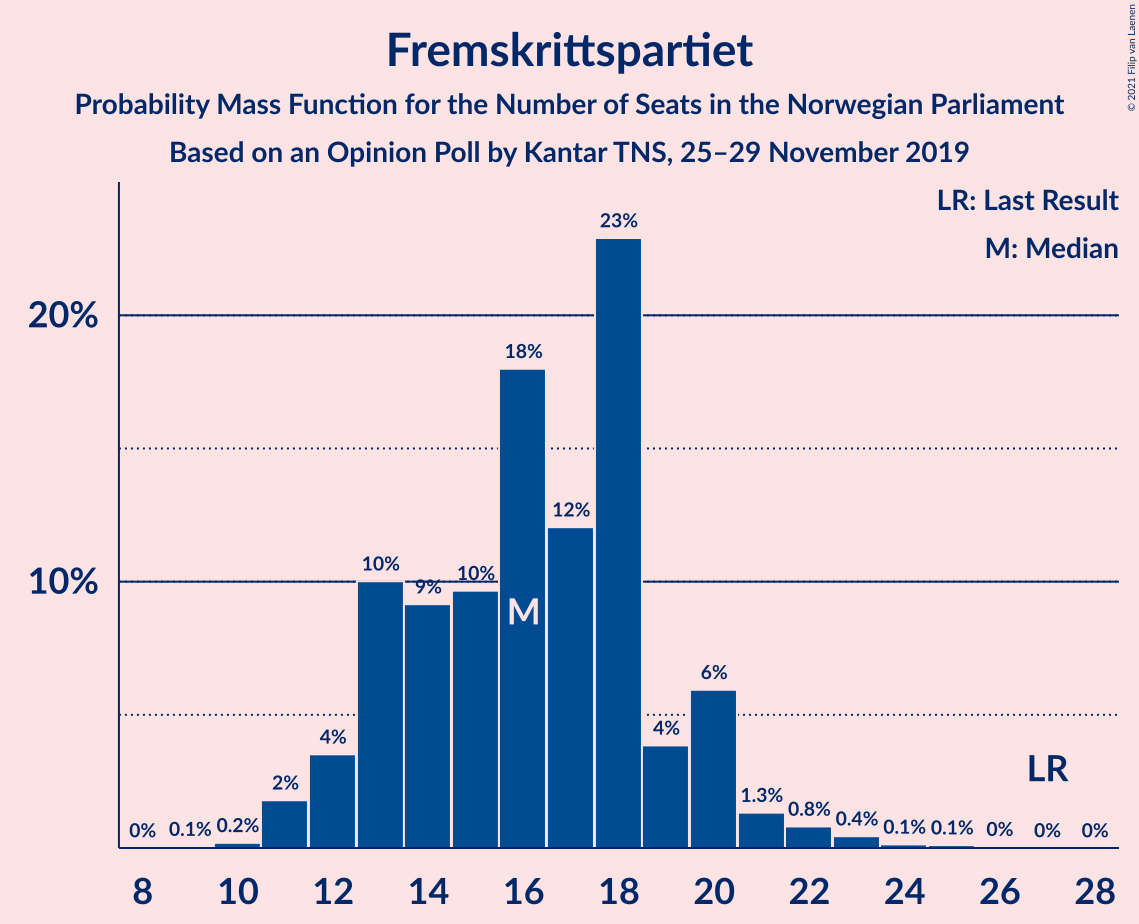 Fremskrittspartiet
Probability Mass Function for the Number of Seats in the Norwegian Parliament
Based on an Opinion Poll by Kantar TNS, 25–29 November 2019
© 2021 Filip van Laenen
LR: Last Result
M: Median
20%
10%
0% 0.1% 0.2% 2% 4% 10% 9% 10% 18% 12% 23% 4% 6% 1.3% 0.8% 0.4% 0.1% 0.1% 0% 0% 0%
M
LR
8 10 12 14 16 18 20 22 24 26 28